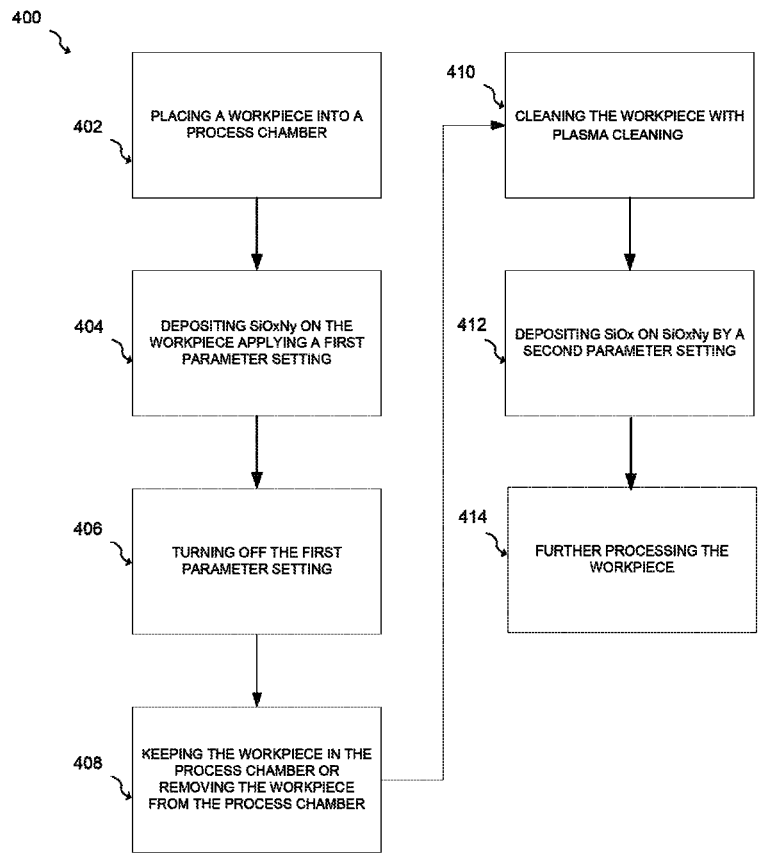 400
402
PLACING A WORKPIECE INTO A
PROCESS CHAMBER
404
DEPOSITING SiOxNy ON THE
WORKPIECE APPLYING A FIRST
PARAMETER SETTING
406
TURNING OFF THE FIRST
PARAMETER SETTING
408
KEEPING THE WORKPIECE IN THE
PROCESS CHAMBER OR
REMOVING THE WORKPIECE
FROM THE PROCESS CHAMBER
410
CLEANING THE WORKPIECE WITH
PLASMA CLEANING
412
DEPOSITING SiOx ON SiOxNy BY A
SECOND PARAMETER SETTING
414
FURTHER PROCESSING THE
WORKPIECE